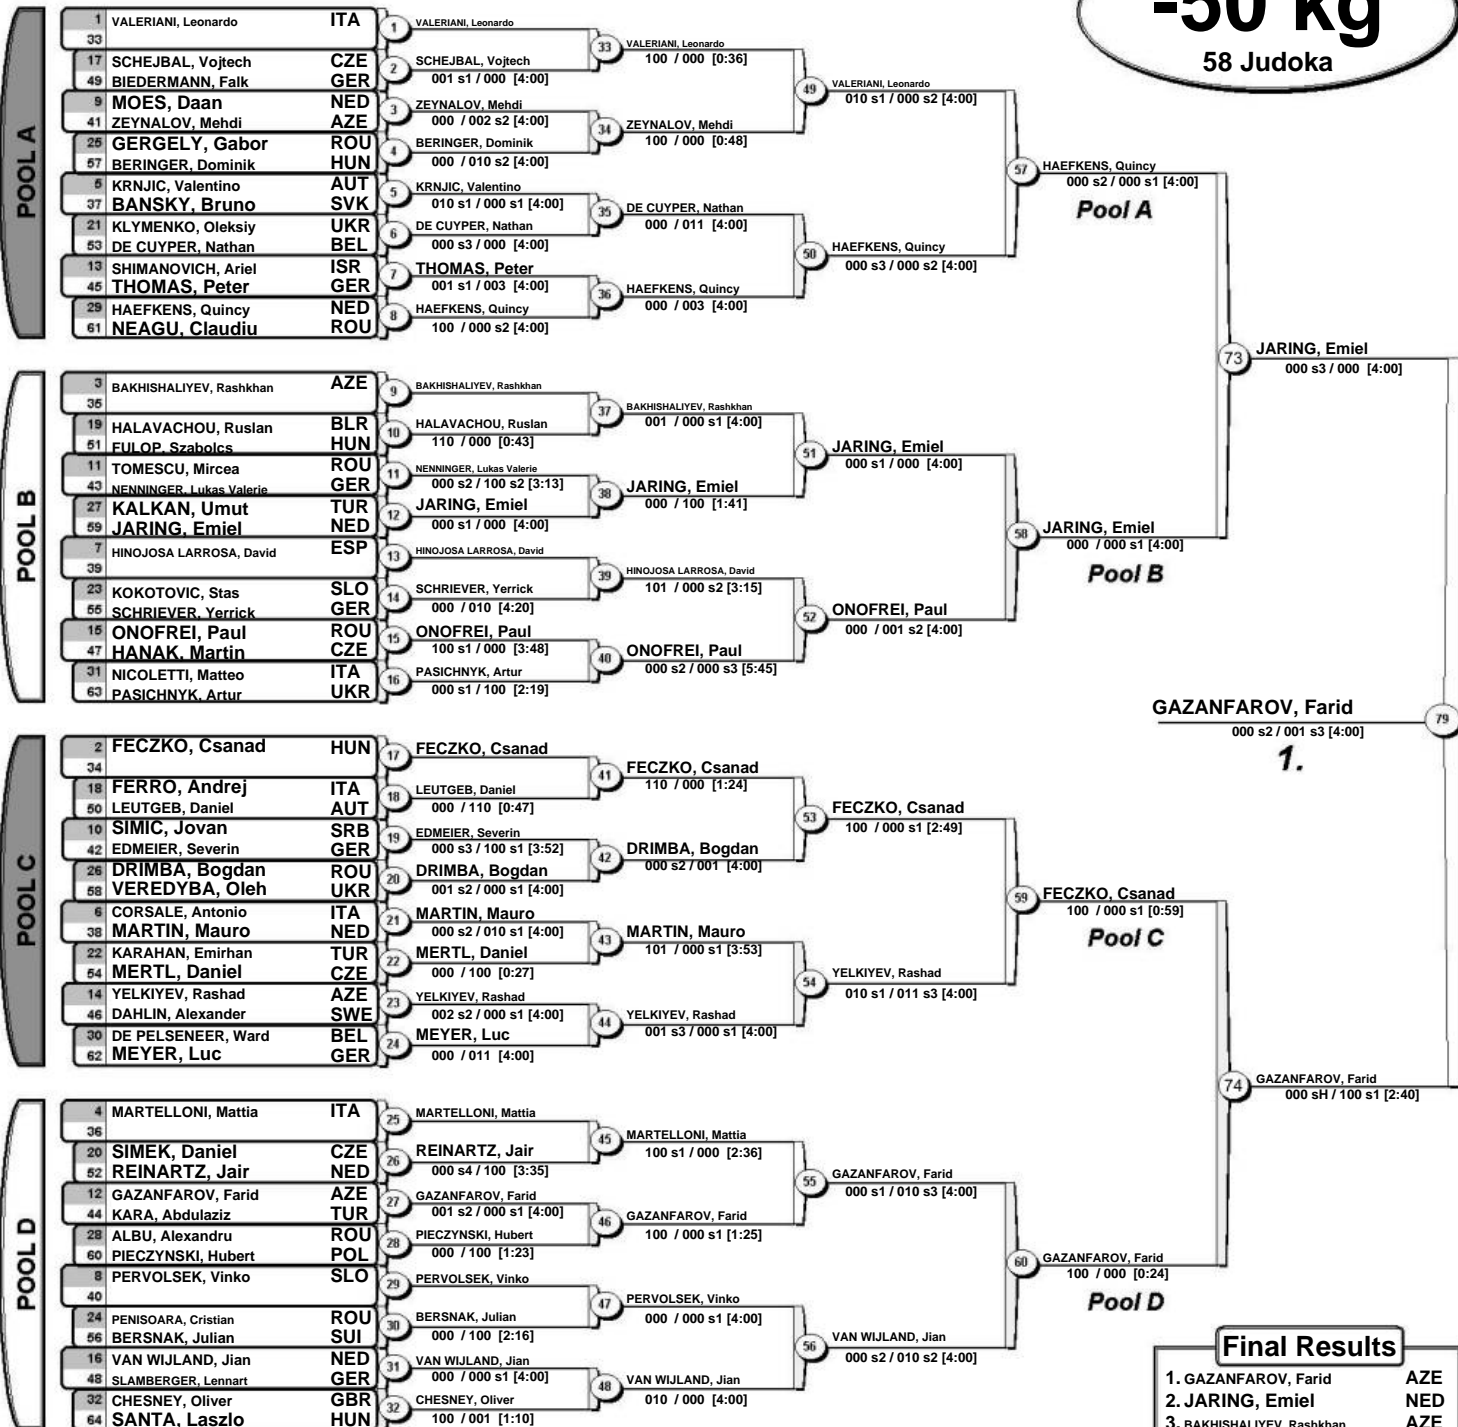 -50 kg
58 Judoka
POOL A
1 VALERIANI, Leonardo ITA
33
17 SCHEJBAL, Vojtech CZE
49 BIEDERMANN, Falk GER
9 MOES, Daan NED
41 ZEYNALOV, Mehdi AZE
25 GERGELY, Gabor ROU
57 BERINGER, Dominik HUN
5 KRNJIC, Valentino AUT
37 BANSKY, Bruno SVK
21 KLYMENKO, Oleksiy UKR
53 DE CUYPER, Nathan BEL
13 SHIMANOVICH, Ariel ISR
45 THOMAS, Peter GER
29 HAEFKENS, Quincy NED
61 NEAGU, Claudiu ROU
1 VALERIANI, Leonardo
2 SCHEJBAL, Vojtech
001 s1 / 000 [4:00]
3 ZEYNALOV, Mehdi
000 / 002 s2 [4:00]
4 BERINGER, Dominik
000 / 010 s2 [4:00]
5 KRNJIC, Valentino
010 s1 / 000 s1 [4:00]
6 DE CUYPER, Nathan
000 s3 / 000 [4:00]
7 THOMAS, Peter
001 s1 / 003 [4:00]
8 HAEFKENS, Quincy
100 / 000 s2 [4:00]
33 VALERIANI, Leonardo
100 / 000 [0:36]
34 ZEYNALOV, Mehdi
100 / 000 [0:48]
35 DE CUYPER, Nathan
000 / 011 [4:00]
36 HAEFKENS, Quincy
000 / 003 [4:00]
49 VALERIANI, Leonardo
010 s1 / 000 s2 [4:00]
50 HAEFKENS, Quincy
000 s3 / 000 s2 [4:00]
57 HAEFKENS, Quincy
000 s2 / 000 s1 [4:00]
Pool A
POOL B
3 BAKHISHALIYEV, Rashkhan AZE
35
19 HALAVACHOU, Ruslan BLR
51 FULOP, Szabolcs HUN
11 TOMESCU, Mircea ROU
43 NENNINGER, Lukas Valerie GER
27 KALKAN, Umut TUR
59 JARING, Emiel NED
7 HINOJOSA LARROSA, David ESP
39
23 KOKOTOVIC, Stas SLO
55 SCHRIEVER, Yerrick GER
15 ONOFREI, Paul ROU
47 HANAK, Martin CZE
31 NICOLETTI, Matteo ITA
63 PASICHNYK, Artur UKR
9 BAKHISHALIYEV, Rashkhan
10 HALAVACHOU, Ruslan
110 / 000 [0:43]
11 NENNINGER, Lukas Valerie
000 s2 / 100 s2 [3:13]
12 JARING, Emiel
000 s1 / 000 [4:00]
13 HINOJOSA LARROSA, David
14 SCHRIEVER, Yerrick
000 / 010 [4:20]
15 ONOFREI, Paul
100 s1 / 000 [3:48]
16 PASICHNYK, Artur
000 s1 / 100 [2:19]
37 BAKHISHALIYEV, Rashkhan
001 / 000 s1 [4:00]
38 JARING, Emiel
000 / 100 [1:41]
39 HINOJOSA LARROSA, David
101 / 000 s2 [3:15]
40 ONOFREI, Paul
000 s2 / 000 s3 [5:45]
51 JARING, Emiel
000 s1 / 000 [4:00]
52 ONOFREI, Paul
000 / 001 s2 [4:00]
58 JARING, Emiel
000 / 000 s1 [4:00]
Pool B
73 JARING, Emiel
000 s3 / 000 [4:00]
GAZANFAROV, Farid 79
000 s2 / 001 s3 [4:00]
1.
POOL C
2 FECZKO, Csanad HUN
34
18 FERRO, Andrej ITA
50 LEUTGEB, Daniel AUT
10 SIMIC, Jovan SRB
42 EDMEIER, Severin GER
26 DRIMBA, Bogdan ROU
58 VEREDYBA, Oleh UKR
6 CORSALE, Antonio ITA
38 MARTIN, Mauro NED
22 KARAHAN, Emirhan TUR
54 MERTL, Daniel CZE
14 YELKIYEV, Rashad AZE
46 DAHLIN, Alexander SWE
30 DE PELSENEER, Ward BEL
62 MEYER, Luc GER
17 FECZKO, Csanad
18 LEUTGEB, Daniel
000 / 110 [0:47]
19 EDMEIER, Severin
000 s3 / 100 s1 [3:52]
20 DRIMBA, Bogdan
001 s2 / 000 s1 [4:00]
21 MARTIN, Mauro
000 s2 / 010 s1 [4:00]
22 MERTL, Daniel
000 / 100 [0:27]
23 YELKIYEV, Rashad
002 s2 / 000 s1 [4:00]
24 MEYER, Luc
000 / 011 [4:00]
41 FECZKO, Csanad
110 / 000 [1:24]
42 DRIMBA, Bogdan
000 s2 / 001 [4:00]
43 MARTIN, Mauro
101 / 000 s1 [3:53]
44 YELKIYEV, Rashad
001 s3 / 000 s1 [4:00]
53 FECZKO, Csanad
100 / 000 s1 [2:49]
54 YELKIYEV, Rashad
010 s1 / 011 s3 [4:00]
59 FECZKO, Csanad
100 / 000 s1 [0:59]
Pool C
POOL D
4 MARTELLONI, Mattia ITA
36
20 SIMEK, Daniel CZE
52 REINARTZ, Jair NED
12 GAZANFAROV, Farid AZE
44 KARA, Abdulaziz TUR
28 ALBU, Alexandru ROU
60 PIECZYNSKI, Hubert POL
8 PERVOLSEK, Vinko SLO
40
24 PENISOARA, Cristian ROU
56 BERSNAK, Julian SUI
16 VAN WIJLAND, Jian NED
48 SLAMBERGER, Lennart GER
32 CHESNEY, Oliver GBR
64 SANTA, Laszlo HUN
25 MARTELLONI, Mattia
26 REINARTZ, Jair
000 s4 / 100 [3:35]
27 GAZANFAROV, Farid
001 s2 / 000 s1 [4:00]
28 PIECZYNSKI, Hubert
000 / 100 [1:23]
29 PERVOLSEK, Vinko
30 BERSNAK, Julian
000 / 100 [2:16]
31 VAN WIJLAND, Jian
000 / 000 s1 [4:00]
32 CHESNEY, Oliver
100 / 001 [1:10]
45 MARTELLONI, Mattia
100 s1 / 000 [2:36]
46 GAZANFAROV, Farid
100 / 000 s1 [1:25]
47 PERVOLSEK, Vinko
000 / 000 s1 [4:00]
48 VAN WIJLAND, Jian
010 / 000 [4:00]
55 GAZANFAROV, Farid
000 s1 / 010 s3 [4:00]
56 VAN WIJLAND, Jian
000 s2 / 010 s2 [4:00]
60 GAZANFAROV, Farid
100 / 000 [0:24]
Pool D
74 GAZANFAROV, Farid
000 sH / 100 s1 [2:40]
Final Results
1. GAZANFAROV, Farid AZE
2. JARING, Emiel NED
3. BAKHISHALIYEV, Rashkhan AZE